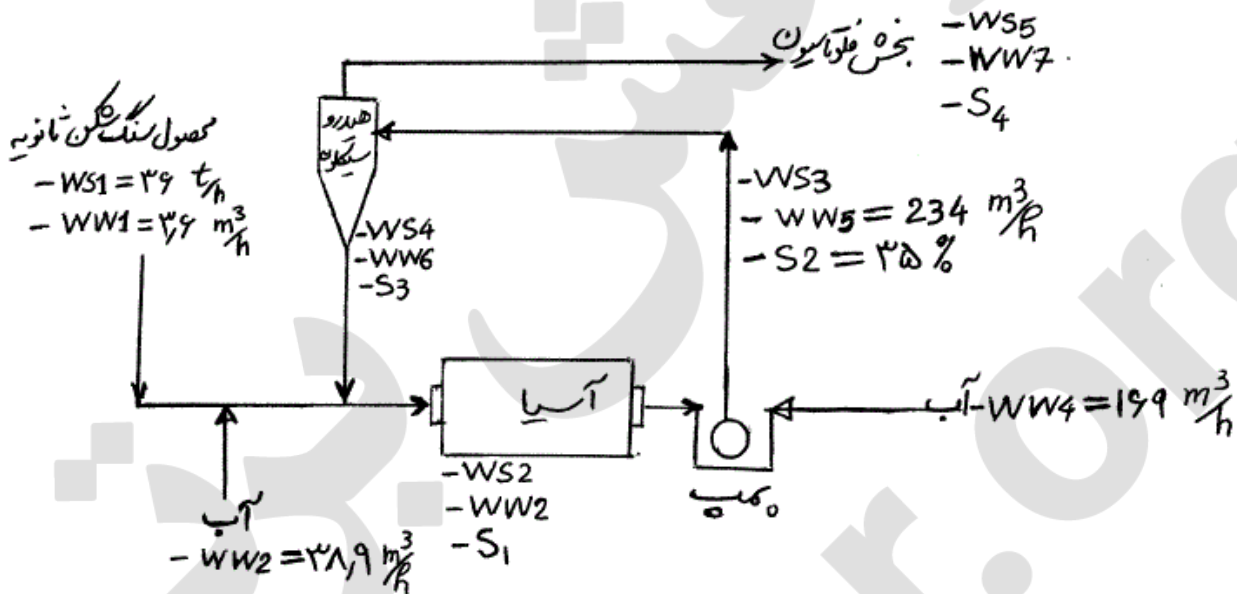 بخش فلوتاسیون
-WS5
-WW7
-S4
محصول سنگ شکن ثانویه
-WS1=۳۶ t/h
-WW1=۳,۶ m³/h
هیدرو
سیکلون
-WS4
-WW6
-S3
-WS3
-WW5 = 234 m³/h
-S2 = ۳۵%
آسیا
آب -WW4=۱۶۹ m³/h
پمپ
-WS2
-WW2
-S1
آب
-WW2=۳۸,۹ m³/h